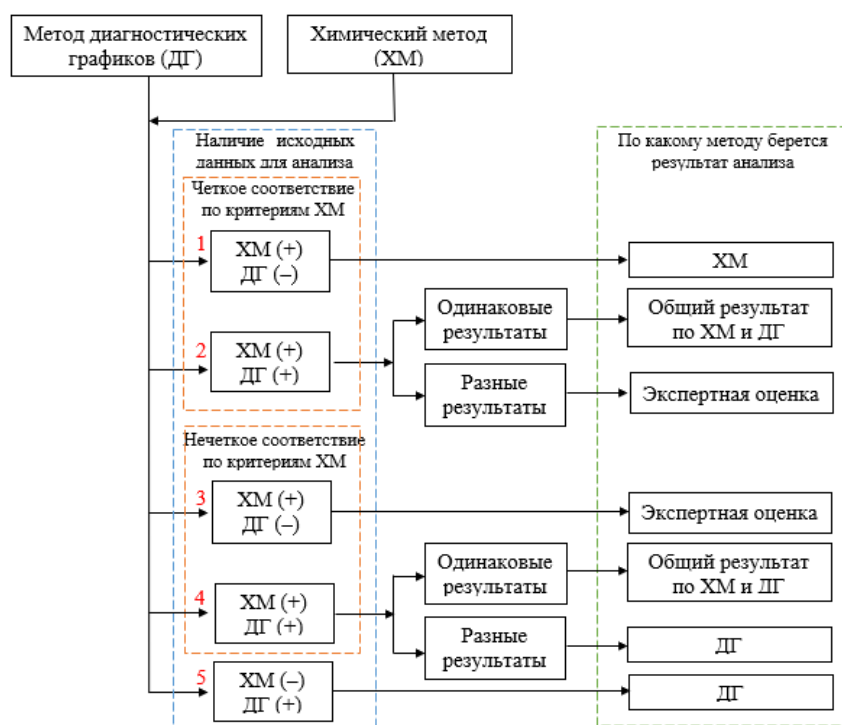 Метод диагностических
графиков (ДГ)
Химический метод
(ХМ)
Наличие исходных
данных для анализа
По какому методу берется
результат анализа
Четкое соответствие
по критериям ХМ
1
ХМ (+)
ДГ (–)
ХМ
2
ХМ (+)
ДГ (+)
Одинаковые
результаты
Общий результат
по ХМ и ДГ
Разные
результаты
Экспертная оценка
Нечеткое соответствие
по критериям ХМ
3
ХМ (+)
ДГ (–)
Экспертная оценка
4
ХМ (+)
ДГ (+)
Одинаковые
результаты
Общий результат
по ХМ и ДГ
Разные
результаты
ДГ
5
ХМ (–)
ДГ (+)
ДГ